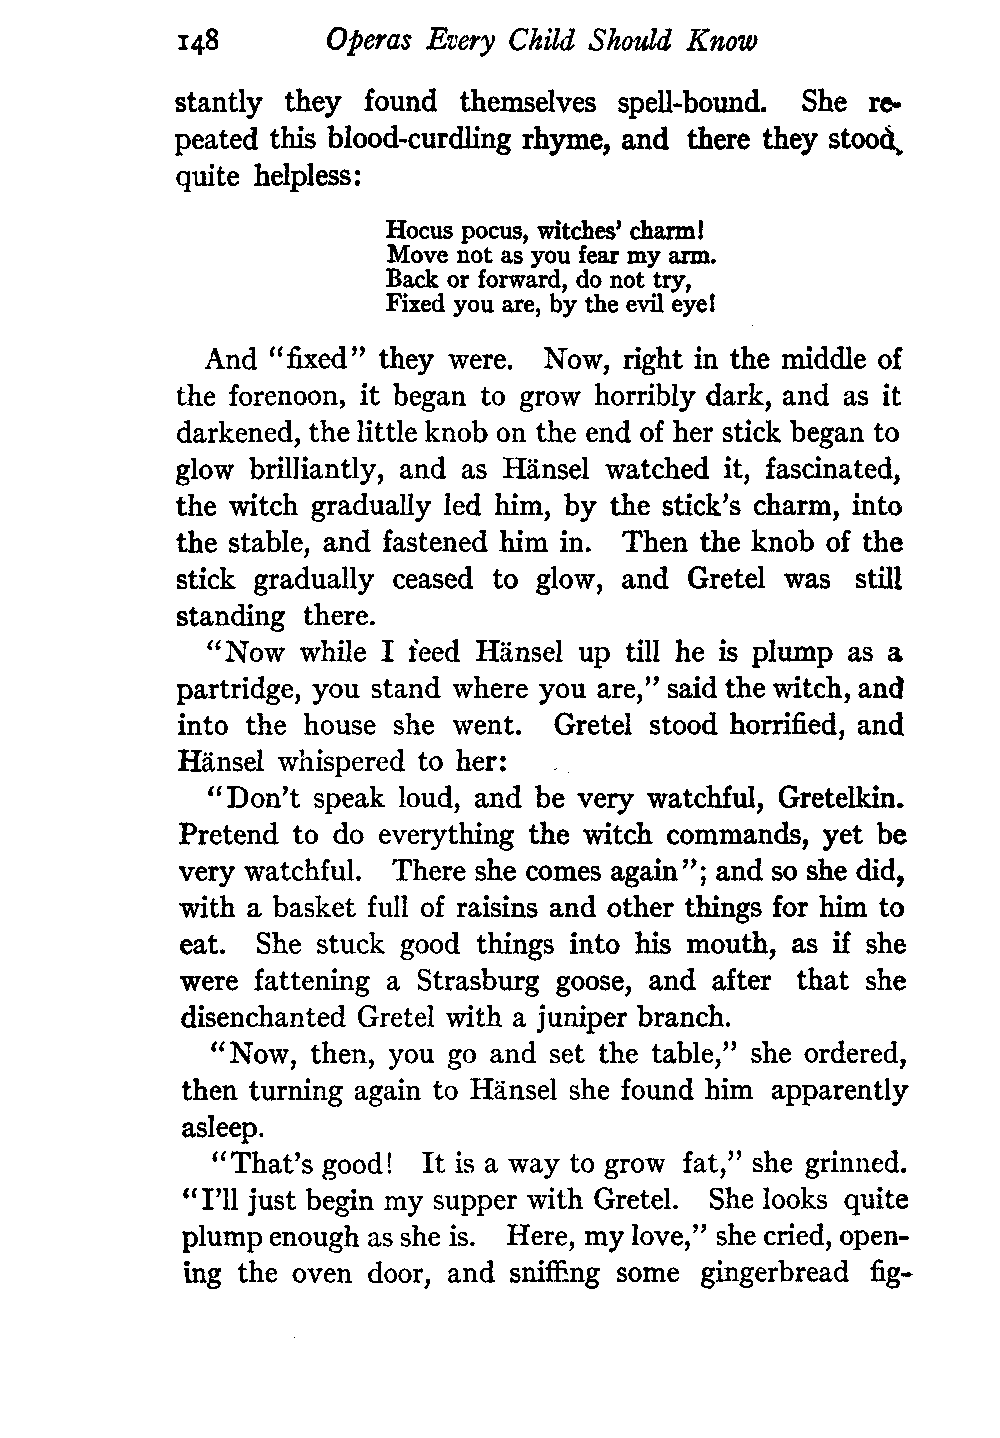 148 Operas Every Child Should Know
stantly they found themselves spell-bound. She re-
peated this blood-curdling rhyme, and there they stood,
quite helpless:
Hocus pocus, witches' charm!
Move not as you fear my arm.
Back or forward, do not try,
Fixed you are, by the evil eye!
And "fixed" they were. Now, right in the middle of
the forenoon, it began to grow horribly dark, and as it
darkened, the little knob on the end of her stick began to
glow brilliantly, and as Hänsel watched it, fascinated,
the witch gradually led him, by the stick's charm, into
the stable, and fastened him in. Then the knob of the
stick gradually ceased to glow, and Gretel was still
standing there.
"Now while I feed Hänsel up till he is plump as a
partridge, you stand where you are," said the witch, and
into the house she went. Gretel stood horrified, and
Hänsel whispered to her:
"Don't speak loud, and be very watchful, Gretelkin.
Pretend to do everything the witch commands, yet be
very watchful. There she comes again"; and so she did,
with a basket full of raisins and other things for him to
eat. She stuck good things into his mouth, as if she
were fattening a Strasburg goose, and after that she
disenchanted Gretel with a juniper branch.
"Now, then, you go and set the table," she ordered,
then turning again to Hänsel she found him apparently
asleep.
"That's good! It is a way to grow fat," she grinned.
"I'll just begin my supper with Gretel. She looks quite
plump enough as she is. Here, my love," she cried, open-
ing the oven door, and sniffing some gingerbread fig-